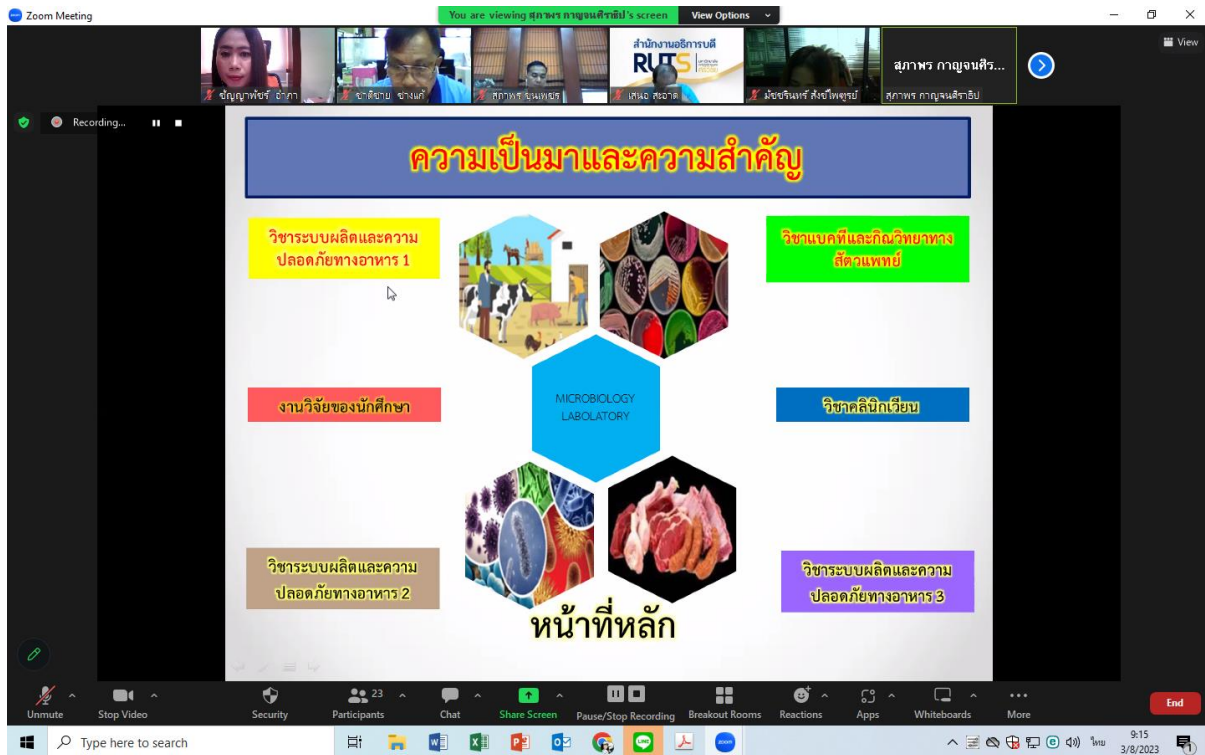 Zoom Meeting
You are viewing สุภาพร กาญจนศิราธิป's screen
View Options
View
สำนักงานอธิการบดี
RUTS
สุภาพร กาญจนศิร...
ชัญญาพัชร์ อำภา
ชาติชาย ช่างแก้
สุภาพร ขุนเพชร
เสนอ สะอาด
มัชชรินทร์ สังข์ไพฑูรย์
สุภาพร กาญจนศิราธิป
Recording...
ความเป็นมาและความสำคัญ
วิชาระบบผลิตและความ
ปลอดภัยทางอาหาร 1
วิชาแบคทีและกิณวิทยาทาง
สัตวแพทย์
งานวิจัยของนักศึกษา
MICROBIOLOGY
LABOLATORY
วิชาคลินิกเวียน
วิชาระบบผลิตและความ
ปลอดภัยทางอาหาร 2
วิชาระบบผลิตและความ
ปลอดภัยทางอาหาร 3
หน้าที่หลัก
Unmute
Stop Video
Security
23
Participants
Chat
Share Screen
Pause/Stop Recording
Breakout Rooms
Reactions
Apps
Whiteboards
More
End
Type here to search
LINE
zoom
ไทย
9:15
3/8/2023